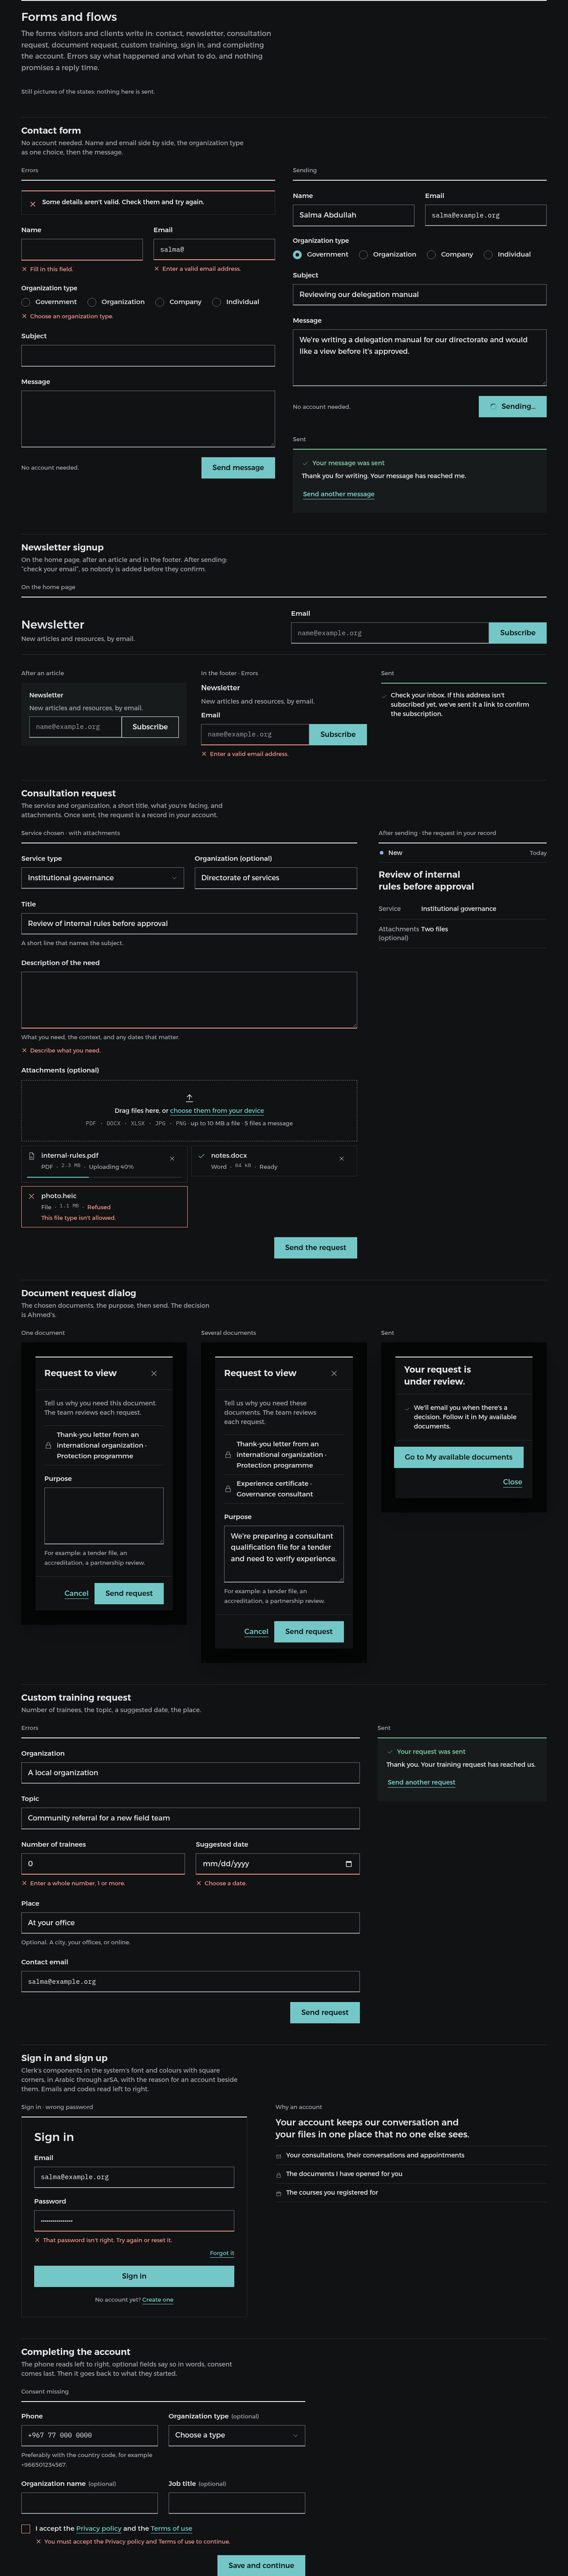 Forms and flows
The forms visitors and clients write in: contact, newsletter, consultation
request, document request, custom training, sign in, and completing
the account. Errors say what happened and what to do, and nothing
promises a reply time.
Still pictures of the states: nothing here is sent.
Contact form
No account needed. Name and email side by side, the organization type
as one choice, then the message.
Errors
Some details aren't valid. Check them and try again.
Name
Email
salma@
Fill in this field.
Enter a valid email address.
Organization type
Government
Organization
Company
Individual
Choose an organization type.
Subject
Message
No account needed.
Send message
Sending
Name
Email
Salma Abdullah
salma@example.org
Organization type
Government
Organization
Company
Individual
Subject
Reviewing our delegation manual
Message
We're writing a delegation manual for our directorate and would
like a view before it's approved.
No account needed.
Sending…
Sent
Your message was sent
Thank you for writing. Your message has reached me.
Send another message
Newsletter signup
On the home page, after an article and in the footer. After sending:
"check your email", so nobody is added before they confirm.
On the home page
Newsletter
New articles and resources, by email.
Email
name@example.org
Subscribe
After an article
Newsletter
New articles and resources, by email.
name@example.org
Subscribe
In the footer · Errors
Newsletter
New articles and resources, by email.
Email
name@example.org
Subscribe
Enter a valid email address.
Sent
Check your inbox. If this address isn't
subscribed yet, we've sent it a link to confirm
the subscription.
Consultation request
The service and organization, a short title, what you're facing, and
attachments. Once sent, the request is a record in your account.
Service chosen · with attachments
Service type
Organization (optional)
Institutional governance
Directorate of services
Title
Review of internal rules before approval
A short line that names the subject.
Description of the need
What you need, the context, and any dates that matter.
Describe what you need.
Attachments (optional)
Drag files here, or choose them from your device
PDF · DOCX · XLSX · JPG · PNG · up to 10 MB a file · 5 files a message
internal-rules.pdf
PDF · 2.3 MB · Uploading 40%
notes.docx
Word · 84 kB · Ready
photo.heic
File · 1.1 MB · Refused
This file type isn't allowed.
Send the request
After sending · the request in your record
New
Today
Review of internal
rules before approval
Service
Institutional governance
Attachments
(optional)
Two files
Document request dialog
The chosen documents, the purpose, then send. The decision
is Ahmed's.
One document
Request to view
Tell us why you need this document.
The team reviews each request.
Thank-you letter from an
international organization ·
Protection programme
Purpose
For example: a tender file, an
accreditation, a partnership review.
Cancel
Send request
Several documents
Request to view
Tell us why you need these
documents. The team reviews
each request.
Thank-you letter from an
international organization ·
Protection programme
Experience certificate ·
Governance consultant
Purpose
We're preparing a consultant
qualification file for a tender
and need to verify experience.
For example: a tender file, an
accreditation, a partnership review.
Cancel
Send request
Sent
Your request is
under review.
We'll email you when there's a
decision. Follow it in My available
documents.
Go to My available documents
Close
Custom training request
Number of trainees, the topic, a suggested date, the place.
Errors
Organization
A local organization
Topic
Community referral for a new field team
Number of trainees
Suggested date
0
mm/dd/yyyy
Enter a whole number, 1 or more.
Choose a date.
Place
At your office
Optional. A city, your offices, or online.
Contact email
salma@example.org
Send request
Sent
Your request was sent
Thank you. Your training request has reached us.
Send another request
Sign in and sign up
Clerk's components in the system's font and colours with square
corners, in Arabic through arSA, with the reason for an account beside
them. Emails and codes read left to right.
Sign in · wrong password
Sign in
Email
salma@example.org
Password
That password isn't right. Try again or reset it.
Forgot it
Sign in
No account yet? Create one
Why an account
Your account keeps our conversation and
your files in one place that no one else sees.
Your consultations, their conversations and appointments
The documents I have opened for you
The courses you registered for
Completing the account
The phone reads left to right, optional fields say so in words, consent
comes last. Then it goes back to what they started.
Consent missing
Phone
Organization type (optional)
+967 77 000 0000
Choose a type
Preferably with the country code, for example
+966501234567.
Organization name (optional)
Job title (optional)
I accept the Privacy policy and the Terms of use
You must accept the Privacy policy and Terms of use to continue.
Save and continue